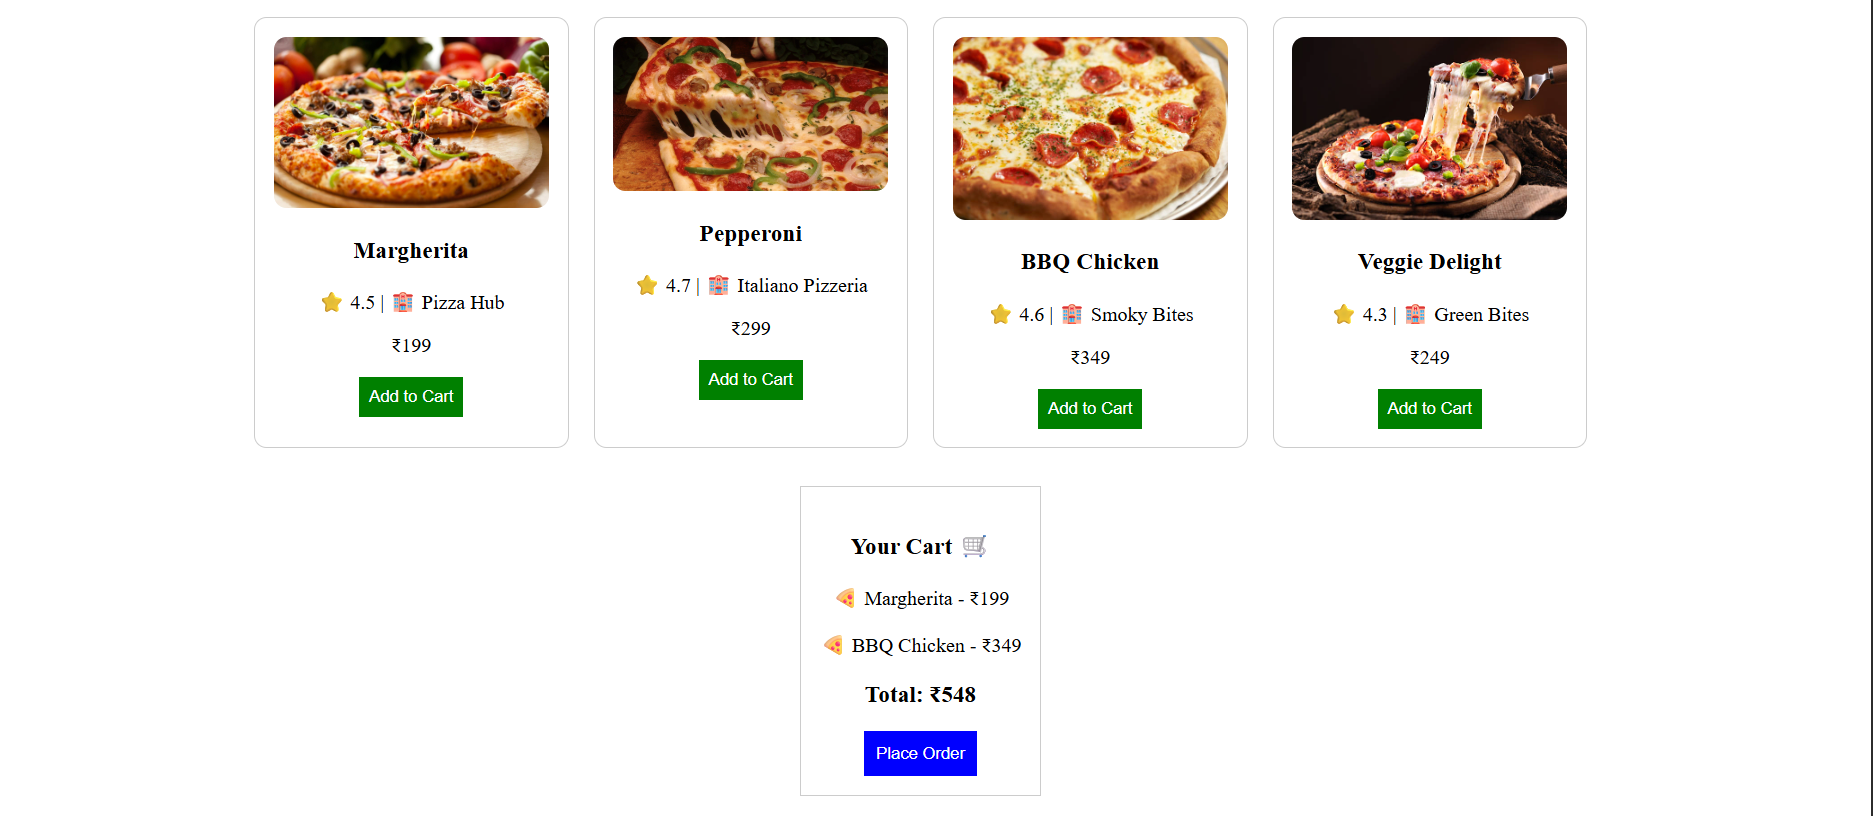 Margherita
⭐ 4.5 | 🏥 Pizza Hub
₹199
Add to Cart
Pepperoni
⭐ 4.7 | 🏥 Italiano Pizzeria
₹299
Add to Cart
BBQ Chicken
⭐ 4.6 | 🏥 Smoky Bites
₹349
Add to Cart
Veggie Delight
⭐ 4.3 | 🏥 Green Bites
₹249
Add to Cart
Your Cart 🛒
🍕 Margherita - ₹199
🍕 BBQ Chicken - ₹349
Total: ₹548
Place Order